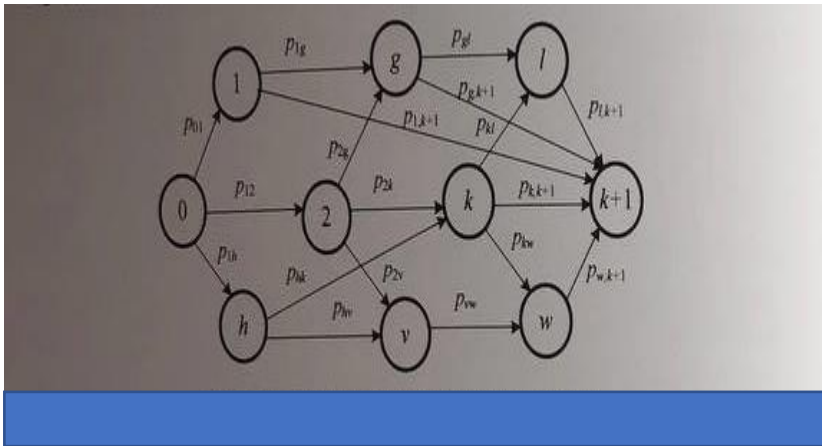 p1g
pgl
g
l
1
pg,k+1
p1,k+1
pkl
pl,k+1
p01
p2g
p12
p2k
pk,k+1
0
2
k
k+1
p1h
phk
p2v
pkw
pw,k+1
phv
pvw
h
v
w